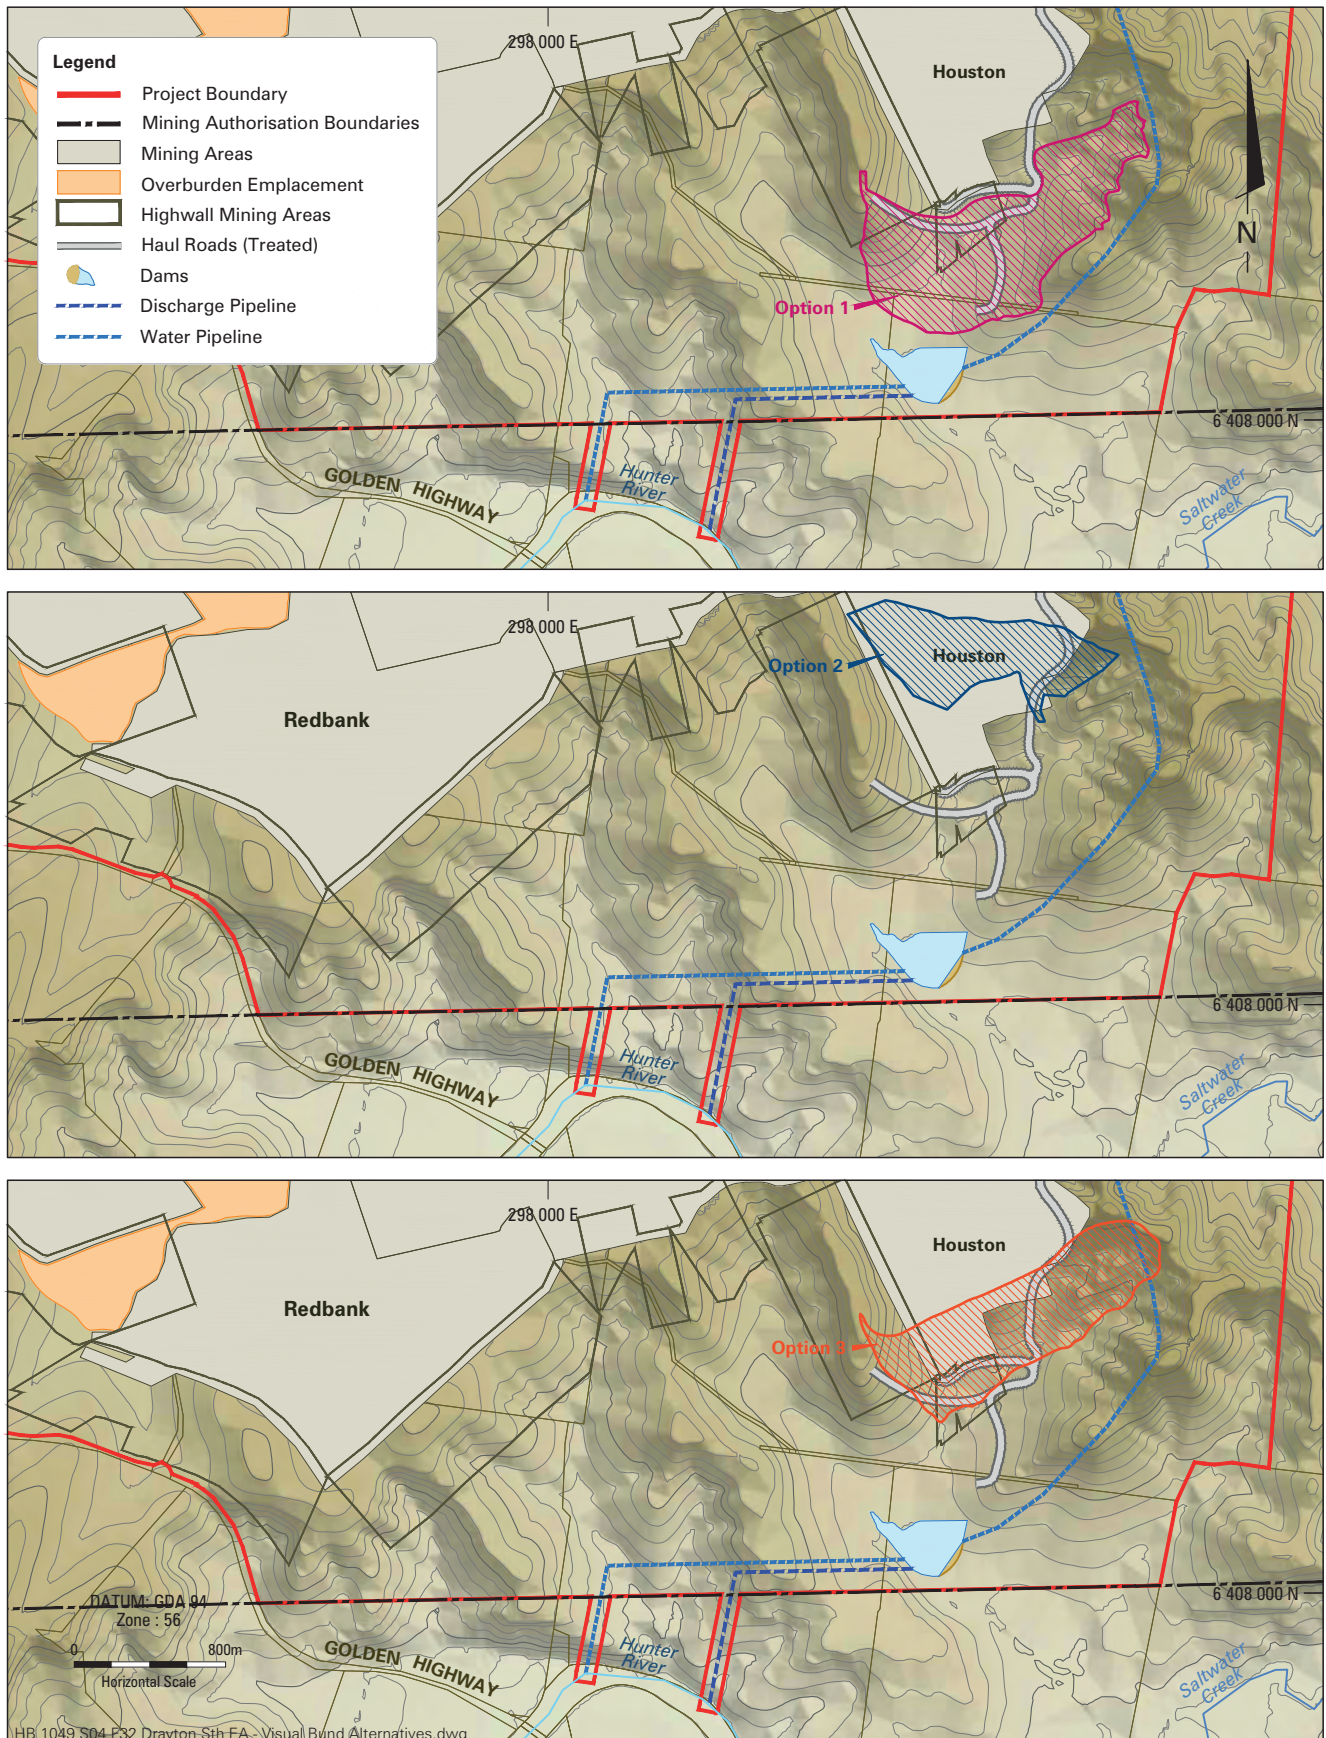 Legend
Project Boundary
Mining Authorisation Boundaries
Mining Areas
Overburden Emplacement
Highwall Mining Areas
Haul Roads (Treated)
Dams
Discharge Pipeline
Water Pipeline
298 000 E
Houston
N
Option 1
6 408 000 N
GOLDEN HIGHWAY
Hunter
River
Saltwater
Creek
298 000 E
Houston
Option 2
Redbank
6 408 000 N
GOLDEN HIGHWAY
Hunter
River
Saltwater
Creek
298 000 E
Houston
Redbank
Option 3
6 408 000 N
DATUM: GDA 94
Zone : 56
0 800m
Horizontal Scale
GOLDEN HIGHWAY
Hunter
River
Saltwater
Creek
HB 1049 S04 F32 Drayton Sth EA - Visual Bund Alternatives.dwg